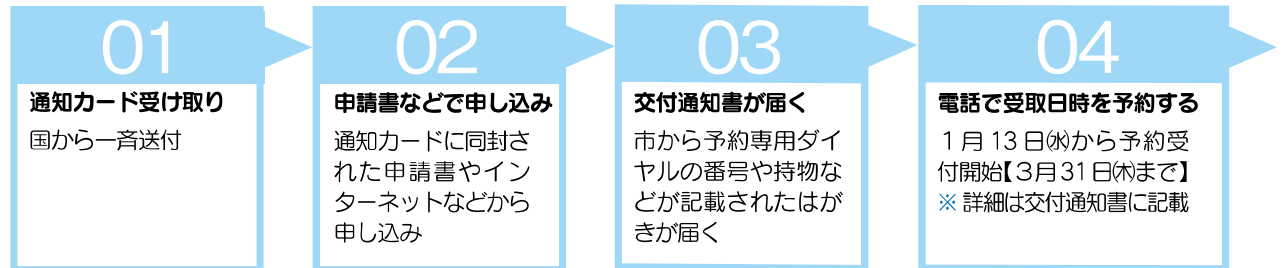 01
通知カード受け取り
国から一斉送付
02
申請書などで申し込み
通知カードに同封さ
れた申請書やイン
ターネットなどから
申し込み
03
交付通知書が届く
市から予約専用ダイ
ヤルの番号や持物な
どが記載されたはが
きが届く
04
電話で受取日時を予約する
1月13日㈬から予約受
付開始【3月31日㈭まで】
※詳細は交付通知書に記載